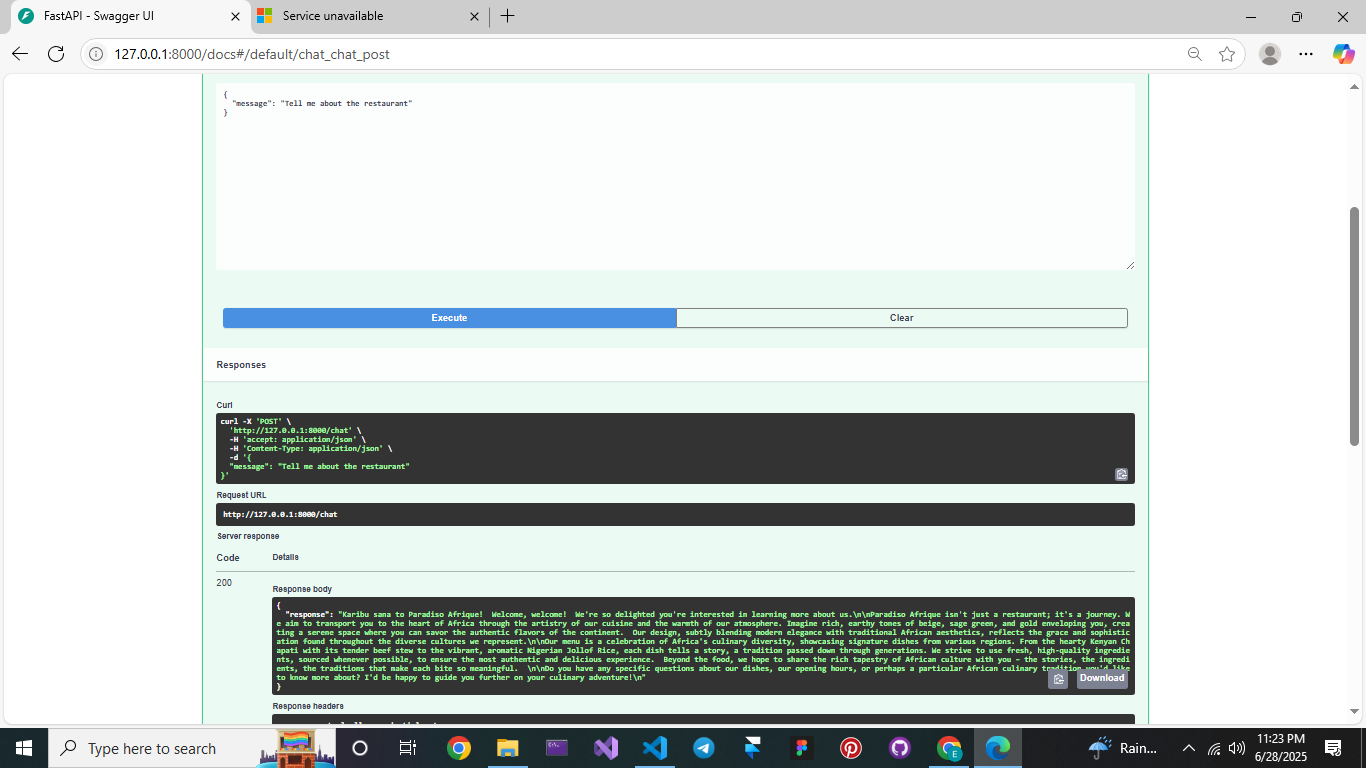 FastAPI - Swagger UI
Service unavailable
127.0.0.1:8000/docs#/default/chat_chat_post
{
"message": "Tell me about the restaurant"
}
Execute
Clear
Responses
Curl
curl -X 'POST' \
'http://127.0.0.1:8000/chat' \
-H 'accept: application/json' \
-H 'Content-Type: application/json' \
-d '{
"message": "Tell me about the restaurant"
}'
Request URL
http://127.0.0.1:8000/chat
Server response
Code Details
200
Response body
{
"response": "Karibu sana to Paradiso Afrique!  Welcome, welcome!  We're so delighted you're interested in learning more about us.\n\nParadiso Afrique isn't just a restaurant; it's a journey. W
e aim to transport you to the heart of Africa through the artistry of our cuisine and the warmth of our atmosphere. Imagine rich, earthy tones of beige, sage green, and gold enveloping you, crea
ting a serene space where you can savor the authentic flavors of the continent.  Our design, subtly blending modern elegance with traditional African aesthetics, reflects the grace and sophistic
ation found throughout the diverse cultures we represent.\n\nOur menu is a celebration of Africa's culinary diversity, showcasing signature dishes from various regions. From the hearty Kenyan Ch
apati with its tender beef stew to the vibrant, aromatic Nigerian Jollof Rice, each dish tells a story, a tradition passed down through generations. We strive to use fresh, high-quality ingredie
nts, sourced whenever possible, to ensure the most authentic and delicious experience.  Beyond the food, we hope to share the rich tapestry of African culture with you – the stories, the ingredi
ents, the traditions that make each bite so meaningful.  \n\nDo you have any specific questions about our dishes, our opening hours, or perhaps a particular African culinary tradition you'd like
to know more about? I'd be happy to guide you further on your culinary adventure!\n"
}
Download
Response headers
Type here to search
Rain...
11:23 PM
6/28/2025